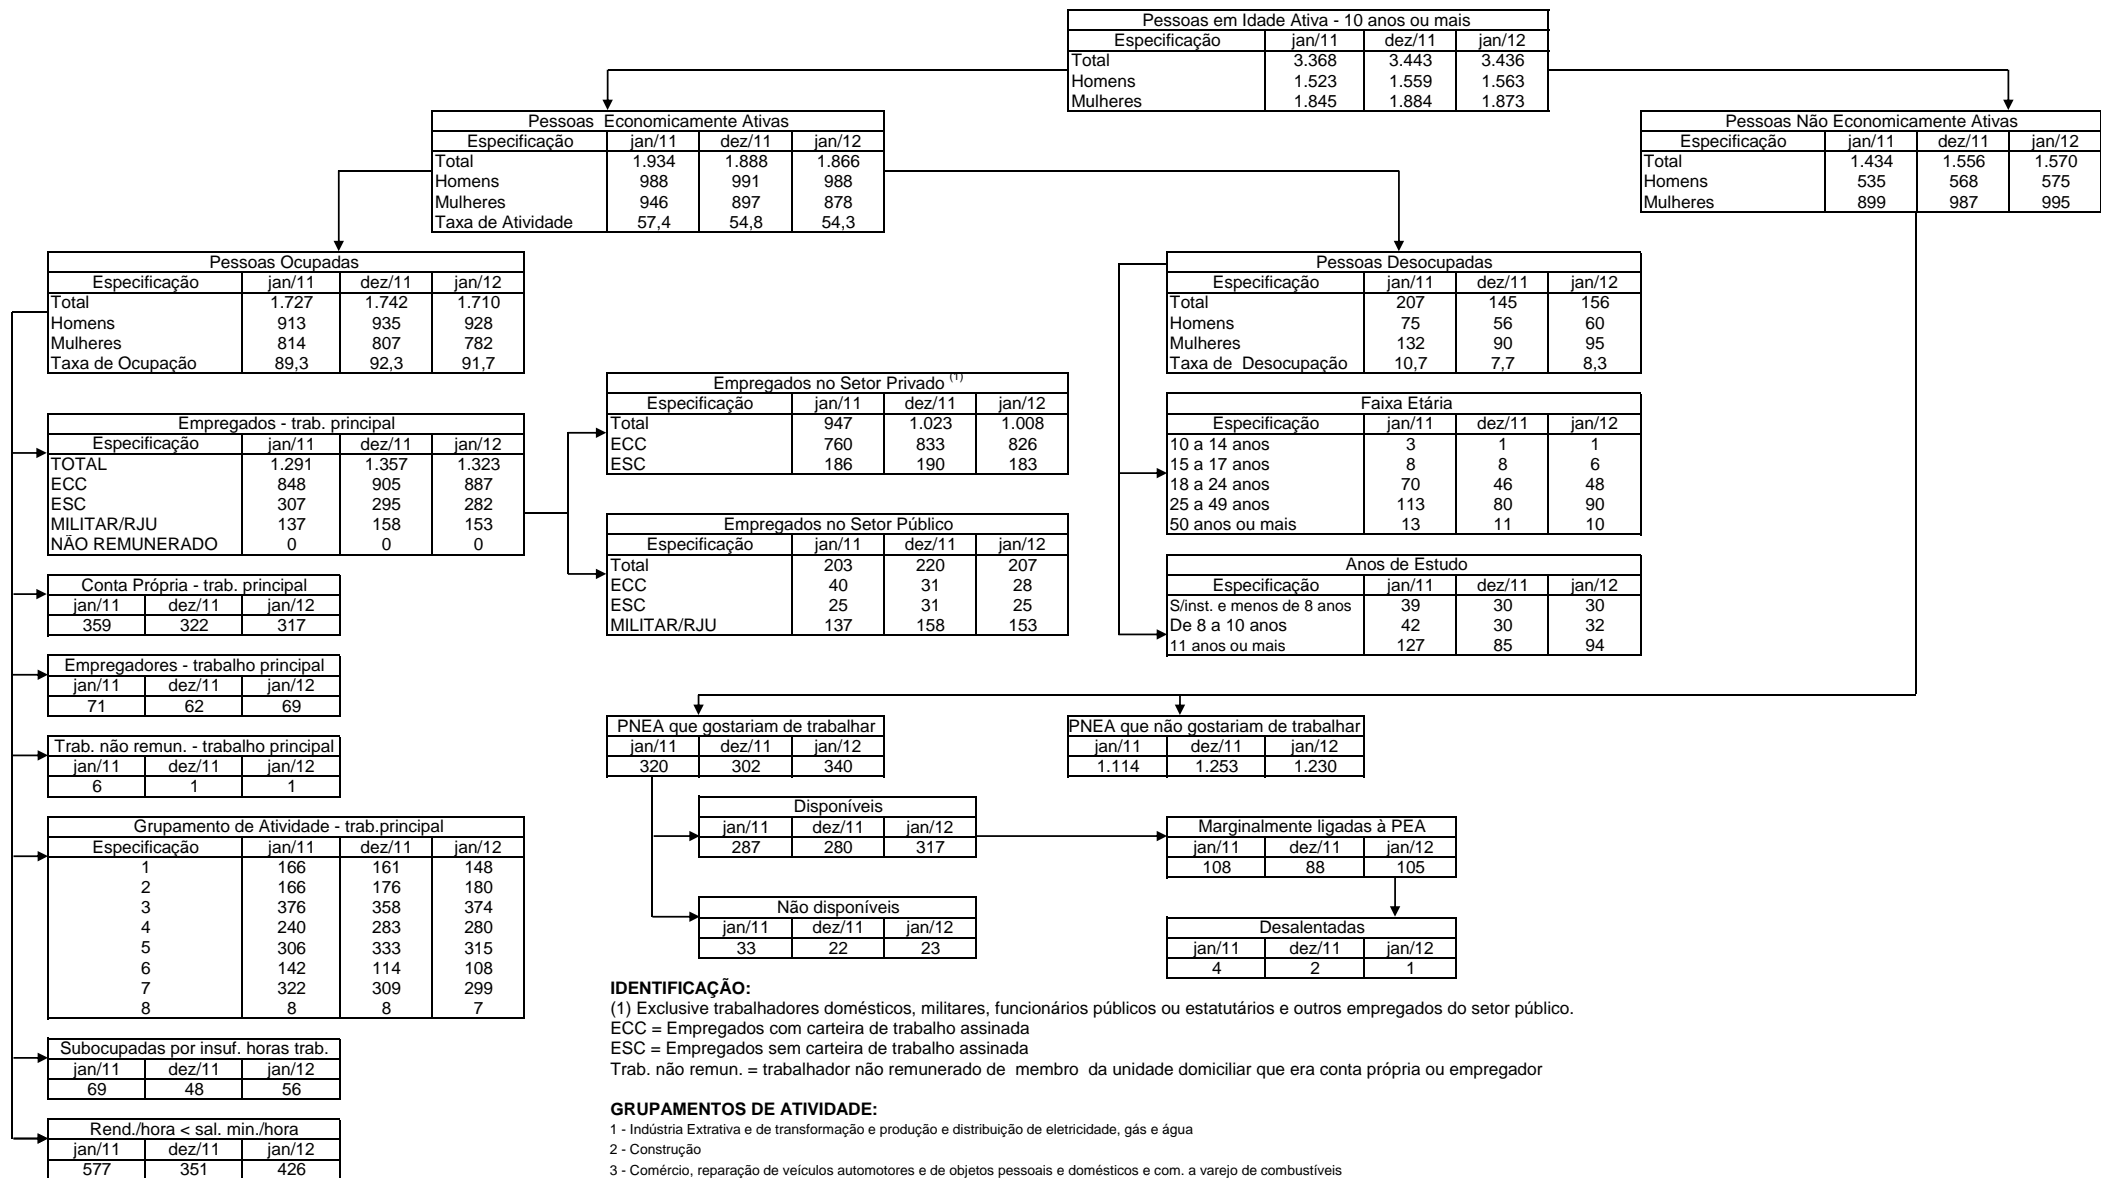 Pessoas em Idade Ativa - 10 anos ou mais
Especificação jan/11 dez/11 jan/12
Total 3.368 3.443 3.436
Homens 1.523 1.559 1.563
Mulheres 1.845 1.884 1.873
Pessoas Economicamente Ativas
Especificação jan/11 dez/11 jan/12
Total 1.934 1.888 1.866
Homens 988 991 988
Mulheres 946 897 878
Taxa de Atividade 57,4 54,8 54,3
Pessoas Não Economicamente Ativas
Especificação jan/11 dez/11 jan/12
Total 1.434 1.556 1.570
Homens 535 568 575
Mulheres 899 987 995
Pessoas Ocupadas
Especificação jan/11 dez/11 jan/12
Total 1.727 1.742 1.710
Homens 913 935 928
Mulheres 814 807 782
Taxa de Ocupação 89,3 92,3 91,7
Pessoas Desocupadas
Especificação jan/11 dez/11 jan/12
Total 207 145 156
Homens 75 56 60
Mulheres 132 90 95
Taxa de Desocupação 10,7 7,7 8,3
Empregados - trab. principal
Especificação jan/11 dez/11 jan/12
TOTAL 1.291 1.357 1.323
ECC 848 905 887
ESC 307 295 282
MILITAR/RJU 137 158 153
NÃO REMUNERADO 0 0 0
Empregados no Setor Privado (1)
Especificação jan/11 dez/11 jan/12
Total 947 1.023 1.008
ECC 760 833 826
ESC 186 190 183
Empregados no Setor Público
Especificação jan/11 dez/11 jan/12
Total 203 220 207
ECC 40 31 28
ESC 25 31 25
MILITAR/RJU 137 158 153
Faixa Etária
Especificação jan/11 dez/11 jan/12
10 a 14 anos 3 1 1
15 a 17 anos 8 8 6
18 a 24 anos 70 46 48
25 a 49 anos 113 80 90
50 anos ou mais 13 11 10
Anos de Estudo
Especificação jan/11 dez/11 jan/12
S/inst. e menos de 8 anos 39 30 30
De 8 a 10 anos 42 30 32
11 anos ou mais 127 85 94
Conta Própria - trab. principal
jan/11 dez/11 jan/12
359 322 317
Empregadores - trabalho principal
jan/11 dez/11 jan/12
71 62 69
Trab. não remun. - trabalho principal
jan/11 dez/11 jan/12
6 1 1
Grupamento de Atividade - trab.principal
Especificação jan/11 dez/11 jan/12
1 166 161 148
2 166 176 180
3 376 358 374
4 240 283 280
5 306 333 315
6 142 114 108
7 322 309 299
8 8 8 7
Subocupadas por insuf. horas trab.
jan/11 dez/11 jan/12
69 48 56
Rend./hora < sal. min./hora
jan/11 dez/11 jan/12
577 351 426
PNEA que gostariam de trabalhar
jan/11 dez/11 jan/12
320 302 340
PNEA que não gostariam de trabalhar
jan/11 dez/11 jan/12
1.114 1.253 1.230
Disponíveis
jan/11 dez/11 jan/12
287 280 317
Marginalmente ligadas à PEA
jan/11 dez/11 jan/12
108 88 105
Não disponíveis
jan/11 dez/11 jan/12
33 22 23
Desalentadas
jan/11 dez/11 jan/12
4 2 1
IDENTIFICAÇÃO:
(1) Exclusive trabalhadores domésticos, militares, funcionários públicos ou estatutários e outros empregados do setor público.
ECC = Empregados com carteira de trabalho assinada
ESC = Empregados sem carteira de trabalho assinada
Trab. não remun. = trabalhador não remunerado de membro da unidade domiciliar que era conta própria ou empregador
GRUPAMENTOS DE ATIVIDADE:
1 - Indústria Extrativa e de transformação e produção e distribuição de eletricidade, gás e água
2 - Construção
3 - Comércio, reparação de veículos automotores e de objetos pessoais e domésticos e com. a varejo de combustíveis